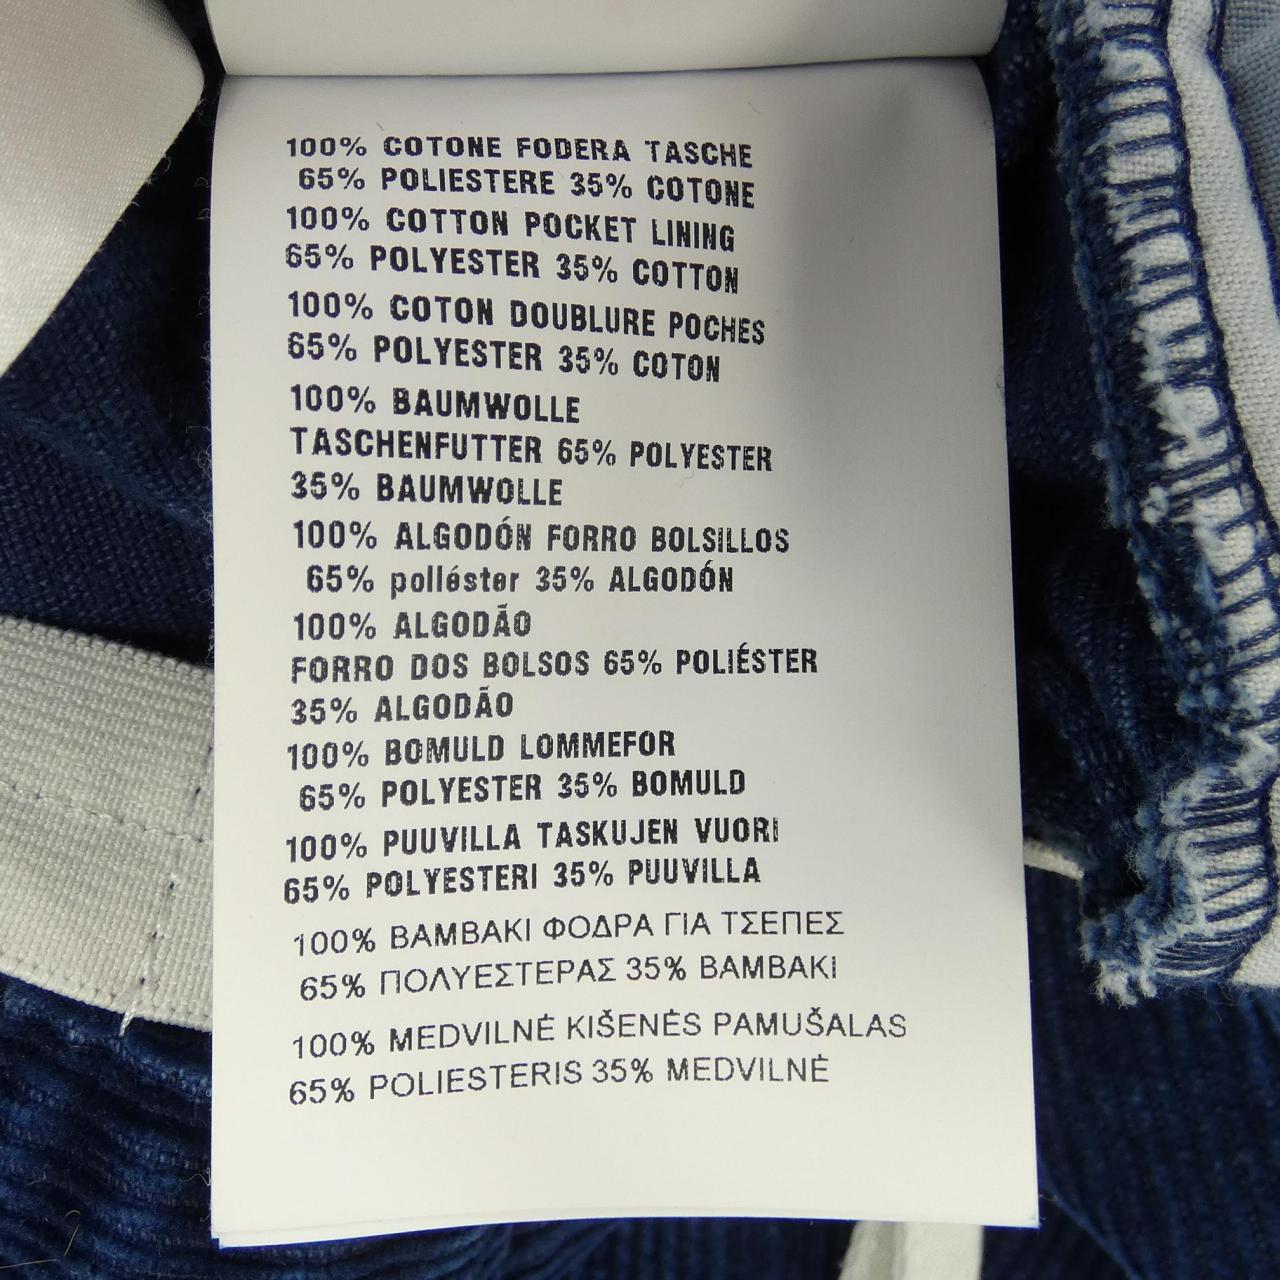 100% COTONE FODERA TASCHE
65% POLIESTERE 35% COTONE
100% COTTON POCKET LINING
65% POLYESTER 35% COTTON
100% COTON DOUBLURE POCHES
65% POLYESTER 35% COTON
100% BAUMWOLLE
TASCHENFUTTER 65% POLYESTER
35% BAUMWOLLE
100% ALGODÓN FORRO BOLSILLOS
65% polléster 35% ALGODÓN
100% ALGODÃO
FORRO DOS BOLSOS 65% POLIÉSTER
35% ALGODÃO
100% BOMULD LOMMEFOR
65% POLYESTER 35% BOMULD
100% PUUVILLA TASKUJEN VUORI
65% POLYESTERI 35% PUUVILLA
100% ΒΑΜΒΑΚΙ ΦΟΔΡΑ ΓΙΑ ΤΣΕΠΕΣ
65% ΠΟΛΥΕΣΤΕΡΑΣ 35% ΒΑΜΒΑΚΙ
100% MEDVILNĖ KIŠENĖS PAMUŠALAS
65% POLIESTERIS 35% MEDVILNĖ